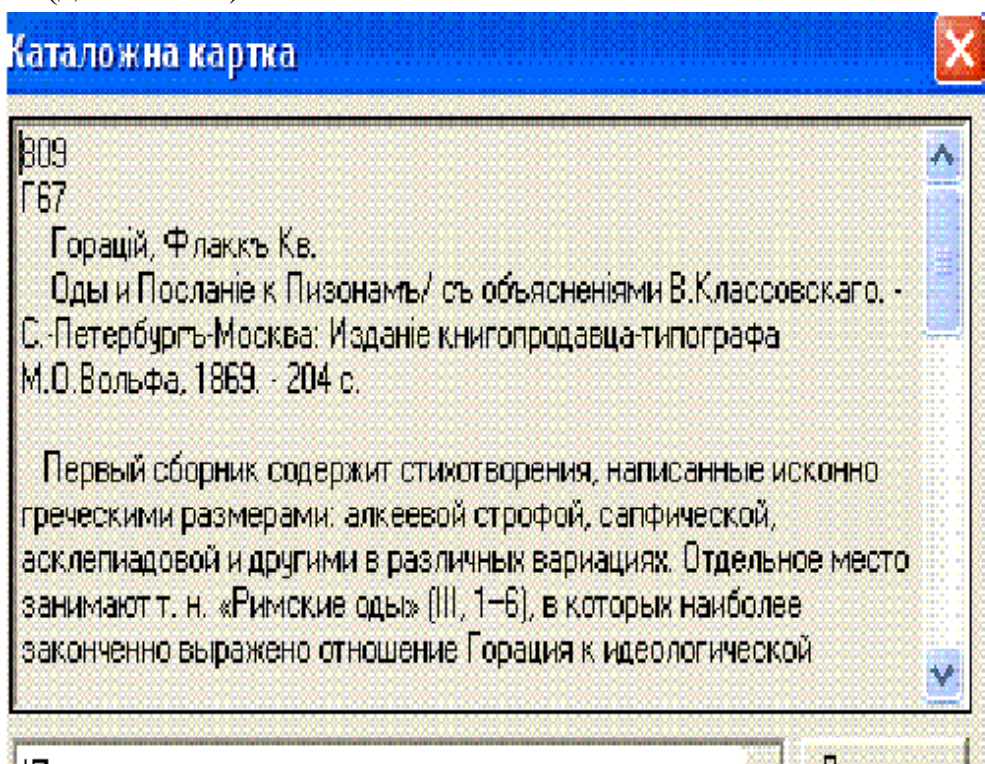 Каталожна картка
809
Г67
Горацій, Флаккъ Кв.
Оды и Посланіе к Пизонамъ/ съ объясненіями В.Классовскаго. -
С.-Петербургъ-Москва: Изданіе книгопродавца-типографа
М.О.Вольфа, 1869. - 204 с.
Первый сборник содержит стихотворения, написанные исконно
греческими размерами: алкеевой строфой, сапфической,
асклепиадовой и другими в различных вариациях. Отдельное место
занимают т. н. «Римские оды» (III, 1–6), в которых наиболее
законченно выражено отношение Горация к идеологической